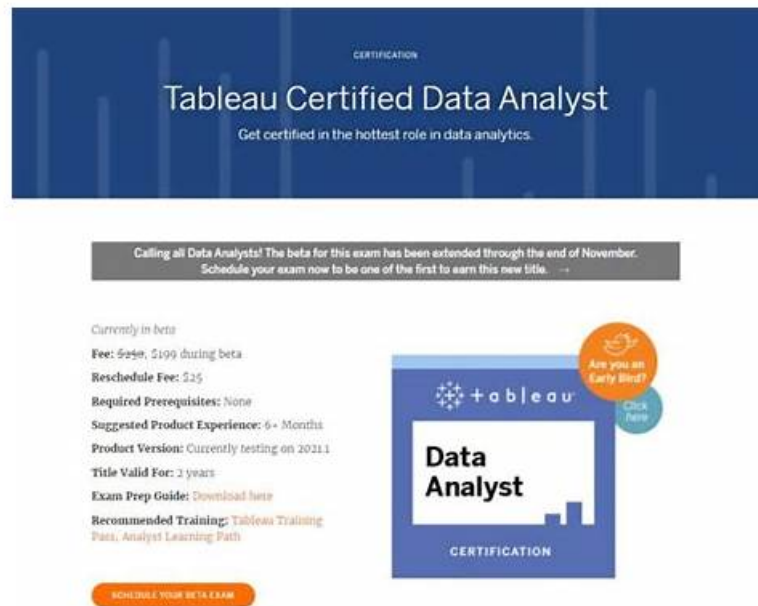 CERTIFICATION
Tableau Certified Data Analyst
Get certified in the hottest role in data analytics.
Calling all Data Analysts! The beta for this exam has been extended through the end of November.
Schedule your exam now to be one of the first to earn this new title. →
Currently in beta
Fee: $250, $199 during beta
Reschedule Fee: $25
Required Prerequisites: None
Suggested Product Experience: 6+ Months
Product Version: Currently testing on 2021.1
Title Valid For: 2 years
Exam Prep Guide: Download here
Recommended Training: Tableau Training
Pass, Analyst Learning Path
SCHEDULE YOUR BETA EXAM
Are you an
Early Bird?
Click
here
+ a b | e a u
Data
Analyst
CERTIFICATION